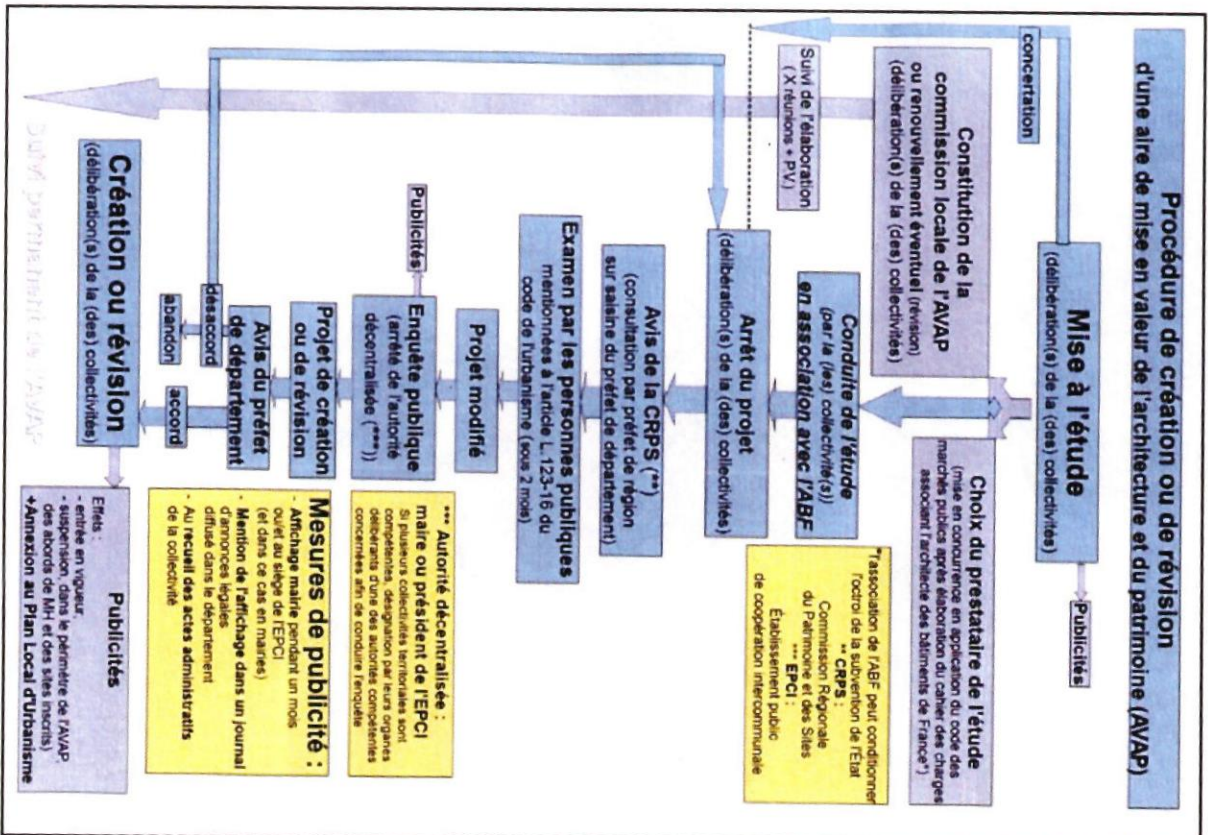 Procédure de création ou de révision
d'une aire de mise en valeur de l'architecture et du patrimoine (AVAP)
Mise à l'étude
(délibération(s) de la (des) collectivités)
Publicités
concertation
Constitution de la
commission locale de l'AVAP
ou renouvellement éventuel (révision)
(délibération(s) de la (des) collectivités)
Choix du prestataire de l'étude
(mise en concurrence en application du code des
marchés publics après élaboration du cahier des charges
associant l'architecte des bâtiments de France*)
Suivi de l'élaboration
( X réunions + P.V.)
Conduite de l'étude
(par la (les) collectivité(s))
en association avec l'ABF
*l'association de l'ABF peut conditionner
l'octroi de la subvention de l'État
** CRPS :
Commission Régionale
du Patrimoine et des Sites
*** EPCI :
Établissement public
de coopération intercommunale
Arrêt du projet
(délibération(s) de la (des) collectivités)
Avis de la CRPS (**)
(consultation par préfet de région
sur saisine du préfet de département)
Examen par les personnes publiques
mentionnées à l'article L. 123-16 du
code de l'urbanisme (sous 2 mois)
Projet modifié
Publicités
Enquête publique
(arrêté de l'autorité
décentralisée (***))
*** Autorité décentralisée :
maire ou président de l'EPCI
Si plusieurs collectivités territoriales sont
compétentes, désignation par leurs organes
délibérants d'une des autorités compétentes
concernées afin de conduire l'enquête
Projet de création
ou de révision
Avis du préfet
de département
désaccord
abandon
accord
Mesures de publicité :
- Affichage mairie pendant un mois
ou/et au siège de l'EPCI
(et dans ce cas en mairies)
- Mention de l'affichage dans un journal
d'annonces légales
diffusé dans le département
- Au recueil des actes administratifs
de la collectivité
Création ou révision
(délibération(s) de la (des) collectivités)
Publicités
Effets :
- entrée en vigueur,
- suspension, dans le périmètre de l'AVAP
des abords de MH et des sites inscrits)
+Annexion au Plan Local d'Urbanisme
Suivi permanent de l'AVAP